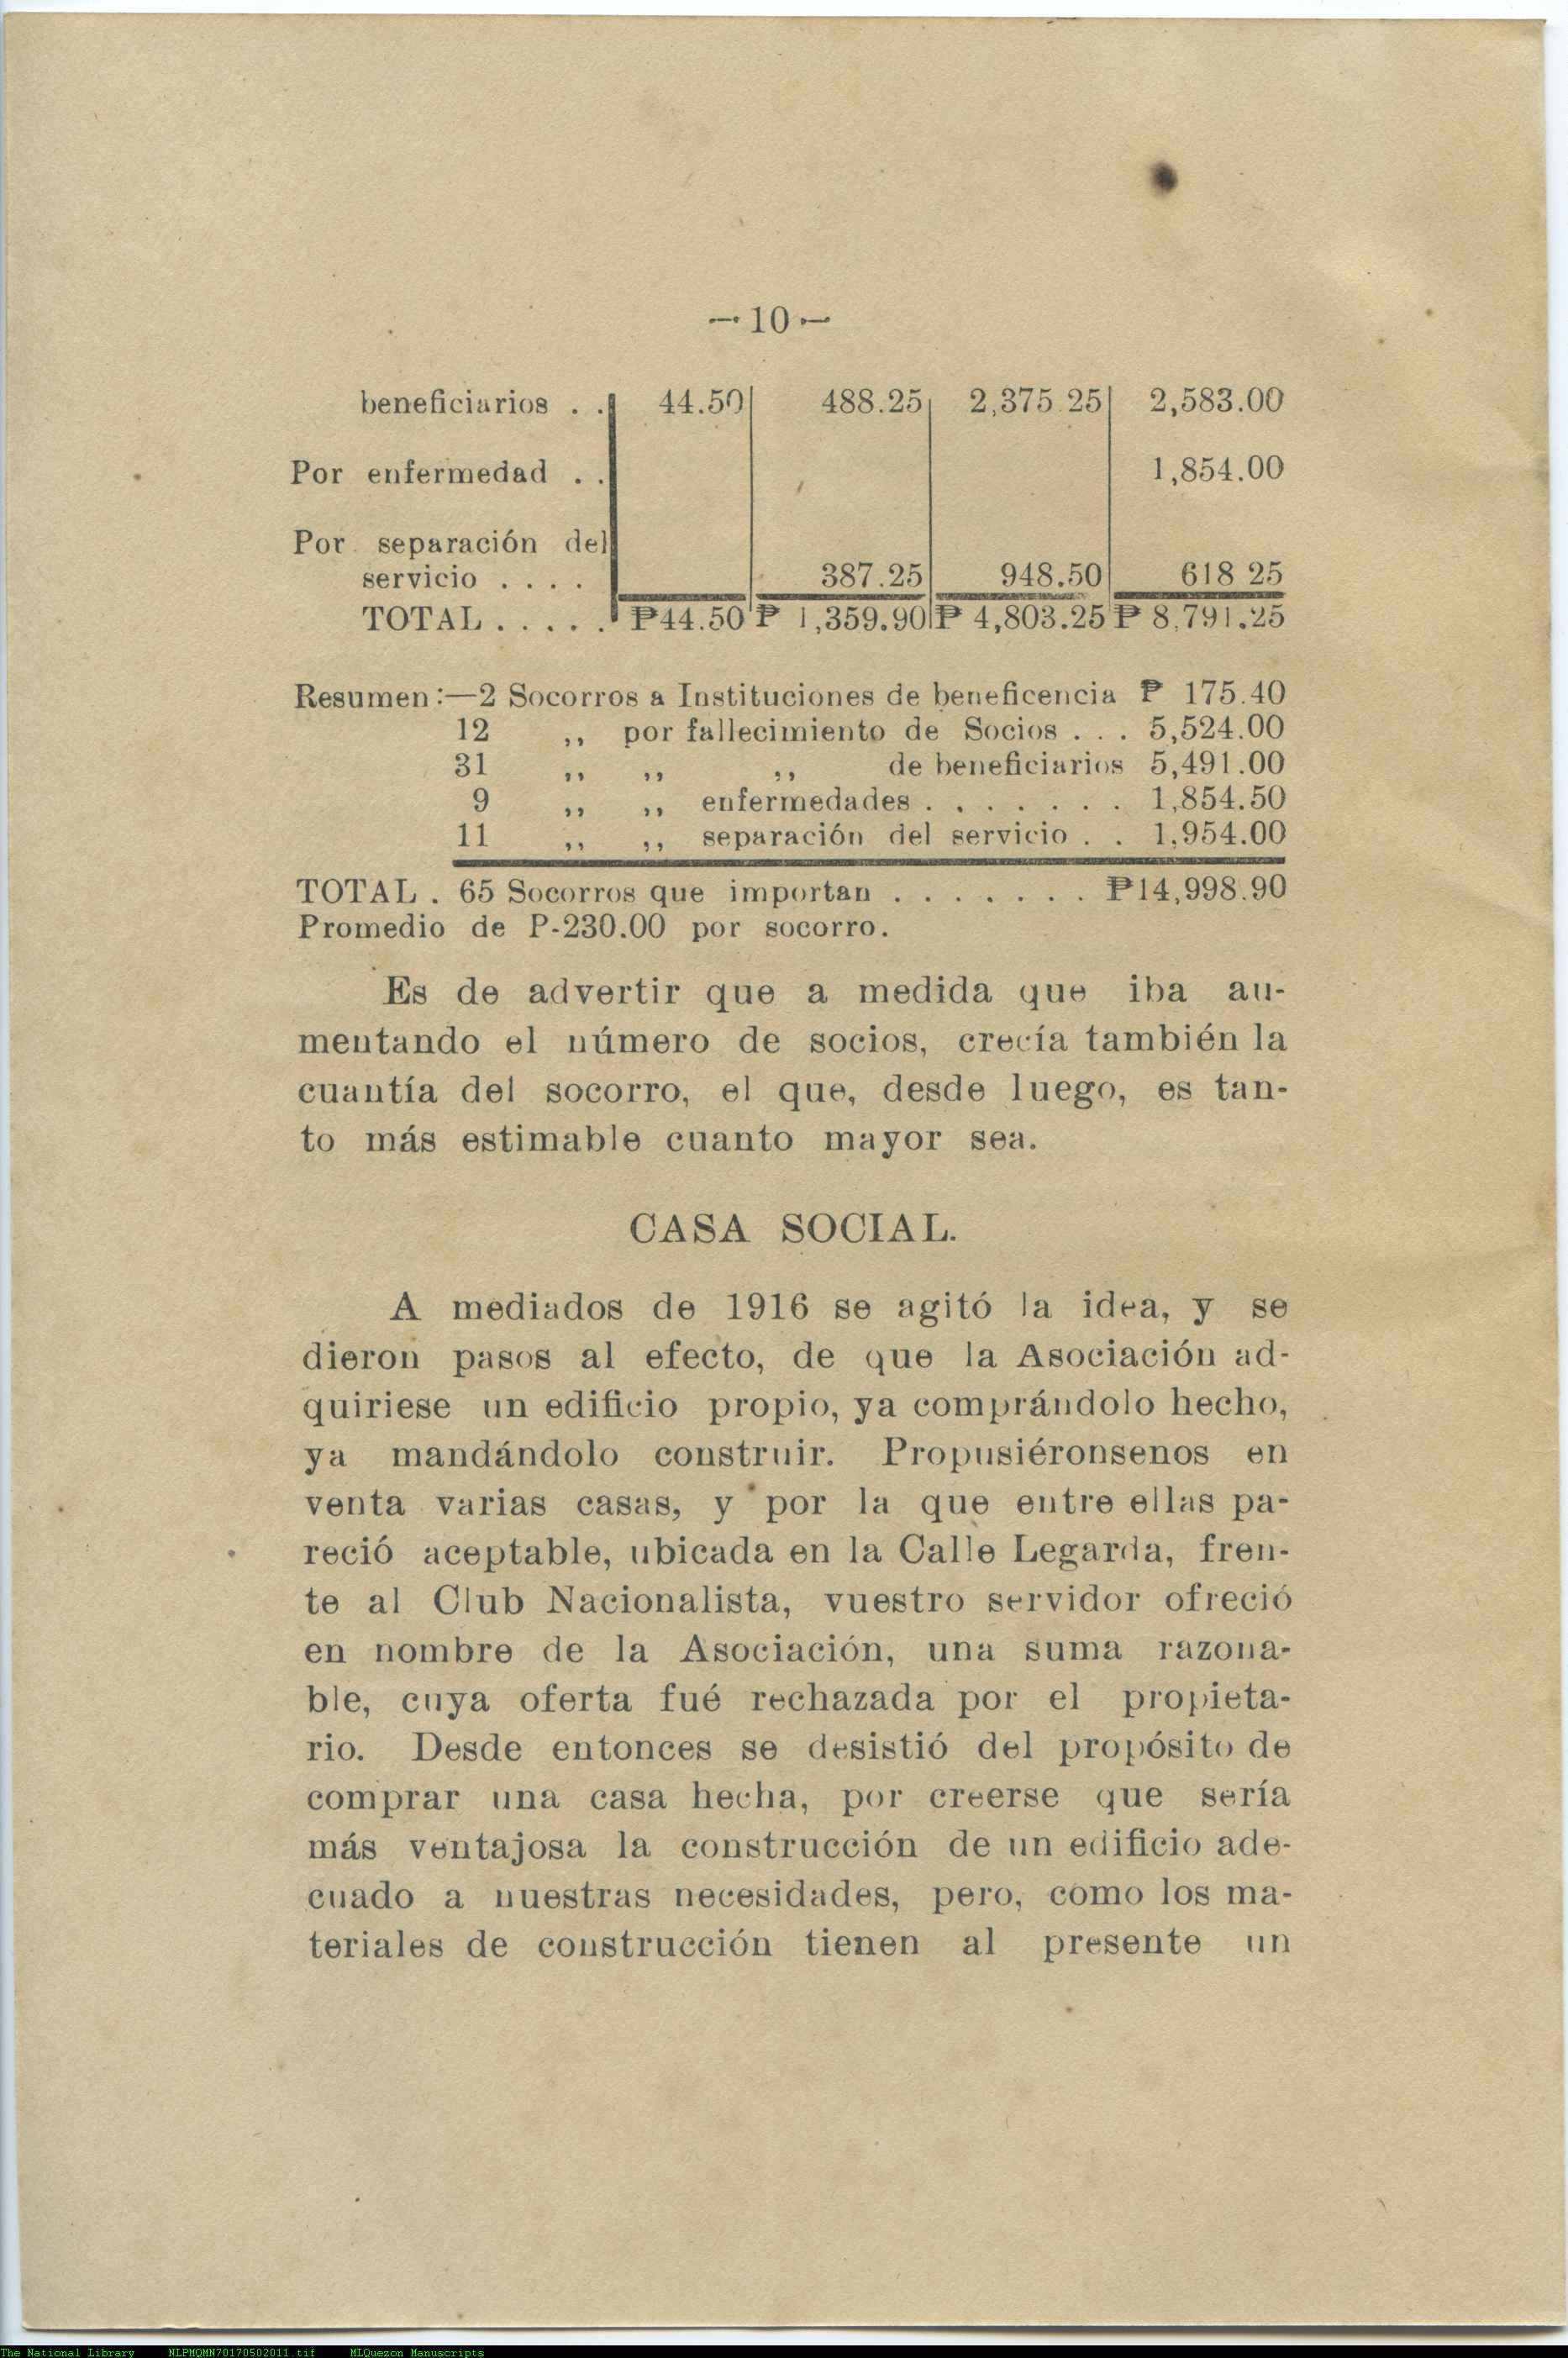 —10—
beneficiarios . . 44.50 488.25 2,375 25 2,583.00
Por enfermedad . . 1,854.00
Por separación del
servicio . . . . 387.25 948.50 618 25
TOTAL . . . . . ₱44.50 ₱ 1,359.90 ₱ 4,803.25 ₱ 8,791.25
Resumen:—2 Socorros a Instituciones de beneficencia ₱ 175.40
12 ,, por fallecimiento de Socios . . . 5,524.00
31 ,, ,, ,, de beneficiarios 5,491.00
9 ,, ,, enfermedades . . . . . . . 1,854.50
11 ,, ,, separación del servicio . . 1,954.00
TOTAL . 65 Socorros que importan . . . . . . . ₱14,998.90
Promedio de P-230.00 por socorro.
Es de advertir que a medida que iba au-
mentando el número de socios, crecía también la
cuantía del socorro, el que, desde luego, es tan-
to más estimable cuanto mayor sea.
CASA SOCIAL.
A mediados de 1916 se agitó la idea, y se
dieron pasos al efecto, de que la Asociación ad-
quiriese un edificio propio, ya comprándolo hecho,
ya mandándolo construir. Propusiéronsenos en
venta varias casas, y por la que entre ellas pa-
reció aceptable, ubicada en la Calle Legarda, fren-
te al Club Nacionalista, vuestro servidor ofreció
en nombre de la Asociación, una suma razona-
ble, cuya oferta fué rechazada por el propieta-
rio. Desde entonces se desistió del propósito de
comprar una casa hecha, por creerse que sería
más ventajosa la construcción de un edificio ade-
cuado a nuestras necesidades, pero, como los ma-
teriales de construcción tienen al presente un
The National Library NLPMQMN70170502011.tif MLQuezon Manuscripts